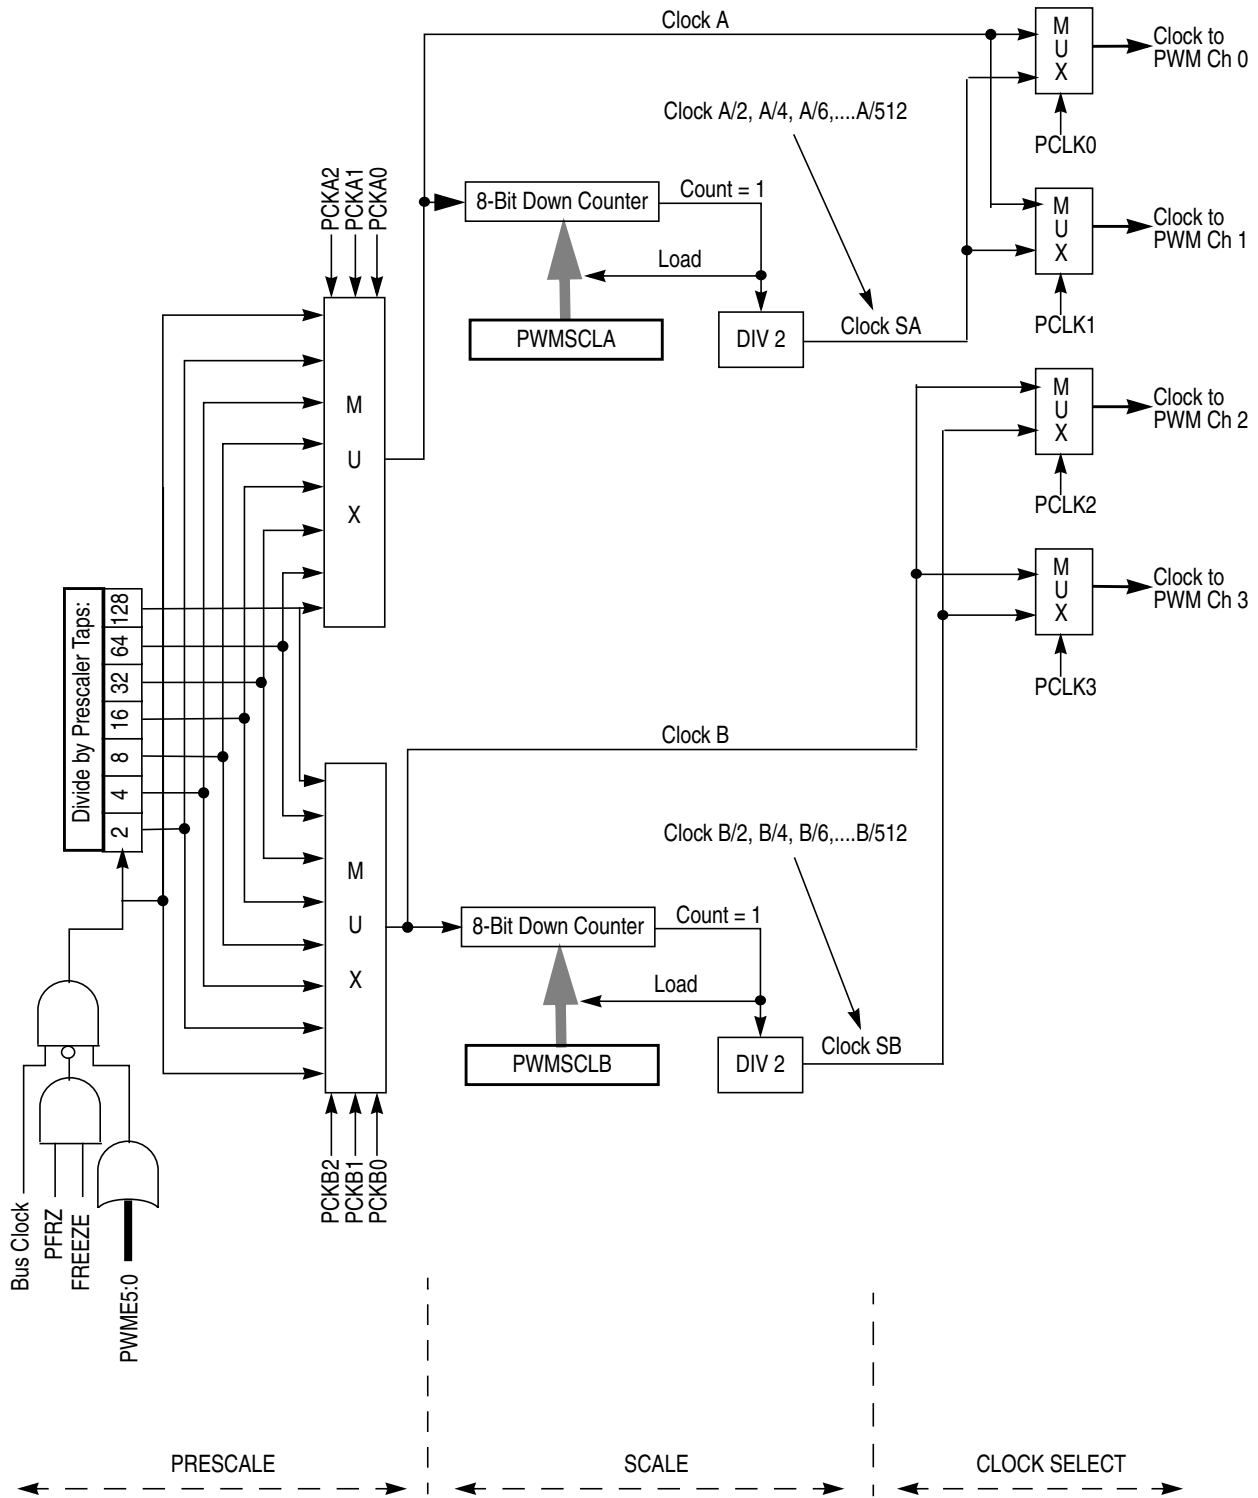 Clock A
M
U
X
Clock to
PWM Ch 0
Clock A/2, A/4, A/6,....A/512
PCLK0
PCKA2
PCKA1
PCKA0
8-Bit Down Counter
Count = 1
M
U
X
Clock to
PWM Ch 1
Load
PWMSCLA
DIV 2
Clock SA
PCLK1
M
U
X
M
U
X
Clock to
PWM Ch 2
PCLK2
M
U
X
Clock to
PWM Ch 3
PCLK3
Divide by Prescaler Taps:
128
64
32
16
8
4
2
Clock B
M
U
X
Clock B/2, B/4, B/6,....B/512
8-Bit Down Counter
Count = 1
Load
PWMSCLB
DIV 2
Clock SB
PCKB2
PCKB1
PCKB0
Bus Clock
PFRZ
FREEZE
PWME5:0
PRESCALE
SCALE
CLOCK SELECT